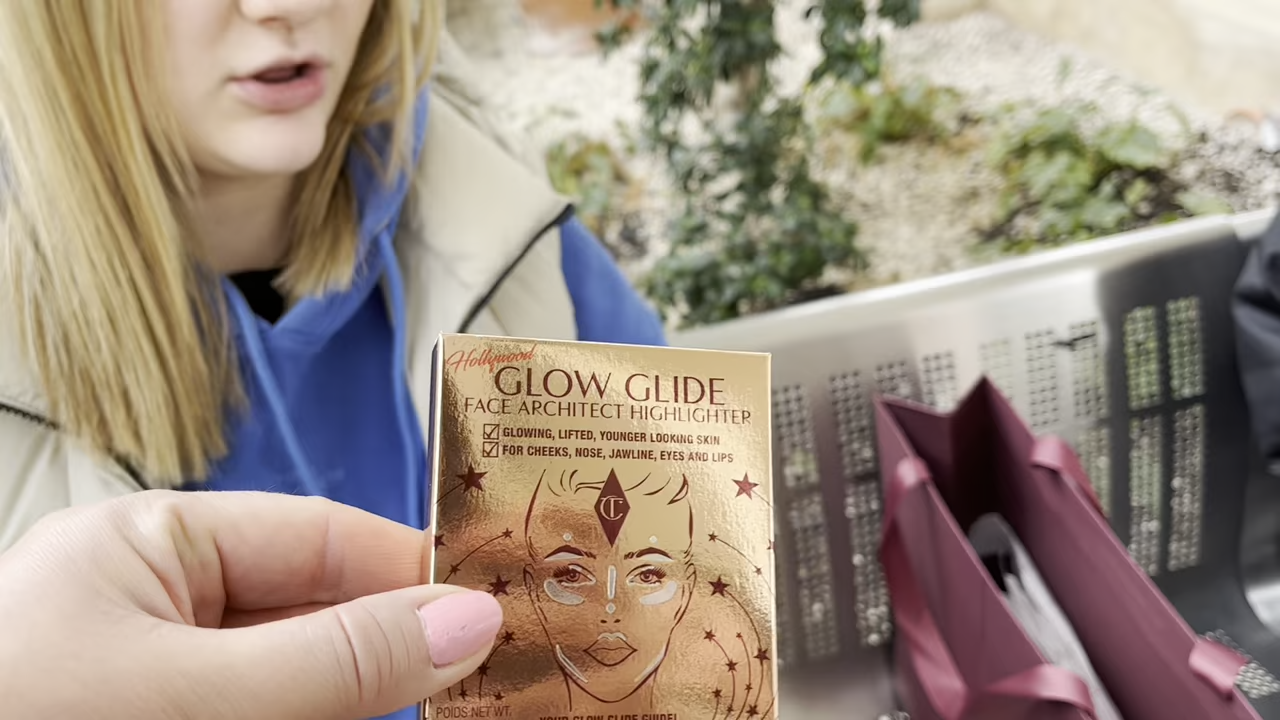 Hollywood
GLOW GLIDE
FACE ARCHITECT HIGHLIGHTER
GLOWING, LIFTED, YOUNGER LOOKING SKIN
FOR CHEEKS, NOSE, JAWLINE, EYES AND LIPS
CT
POIDS NET WT.
YOUR GLOW GLIDE GUIDE!